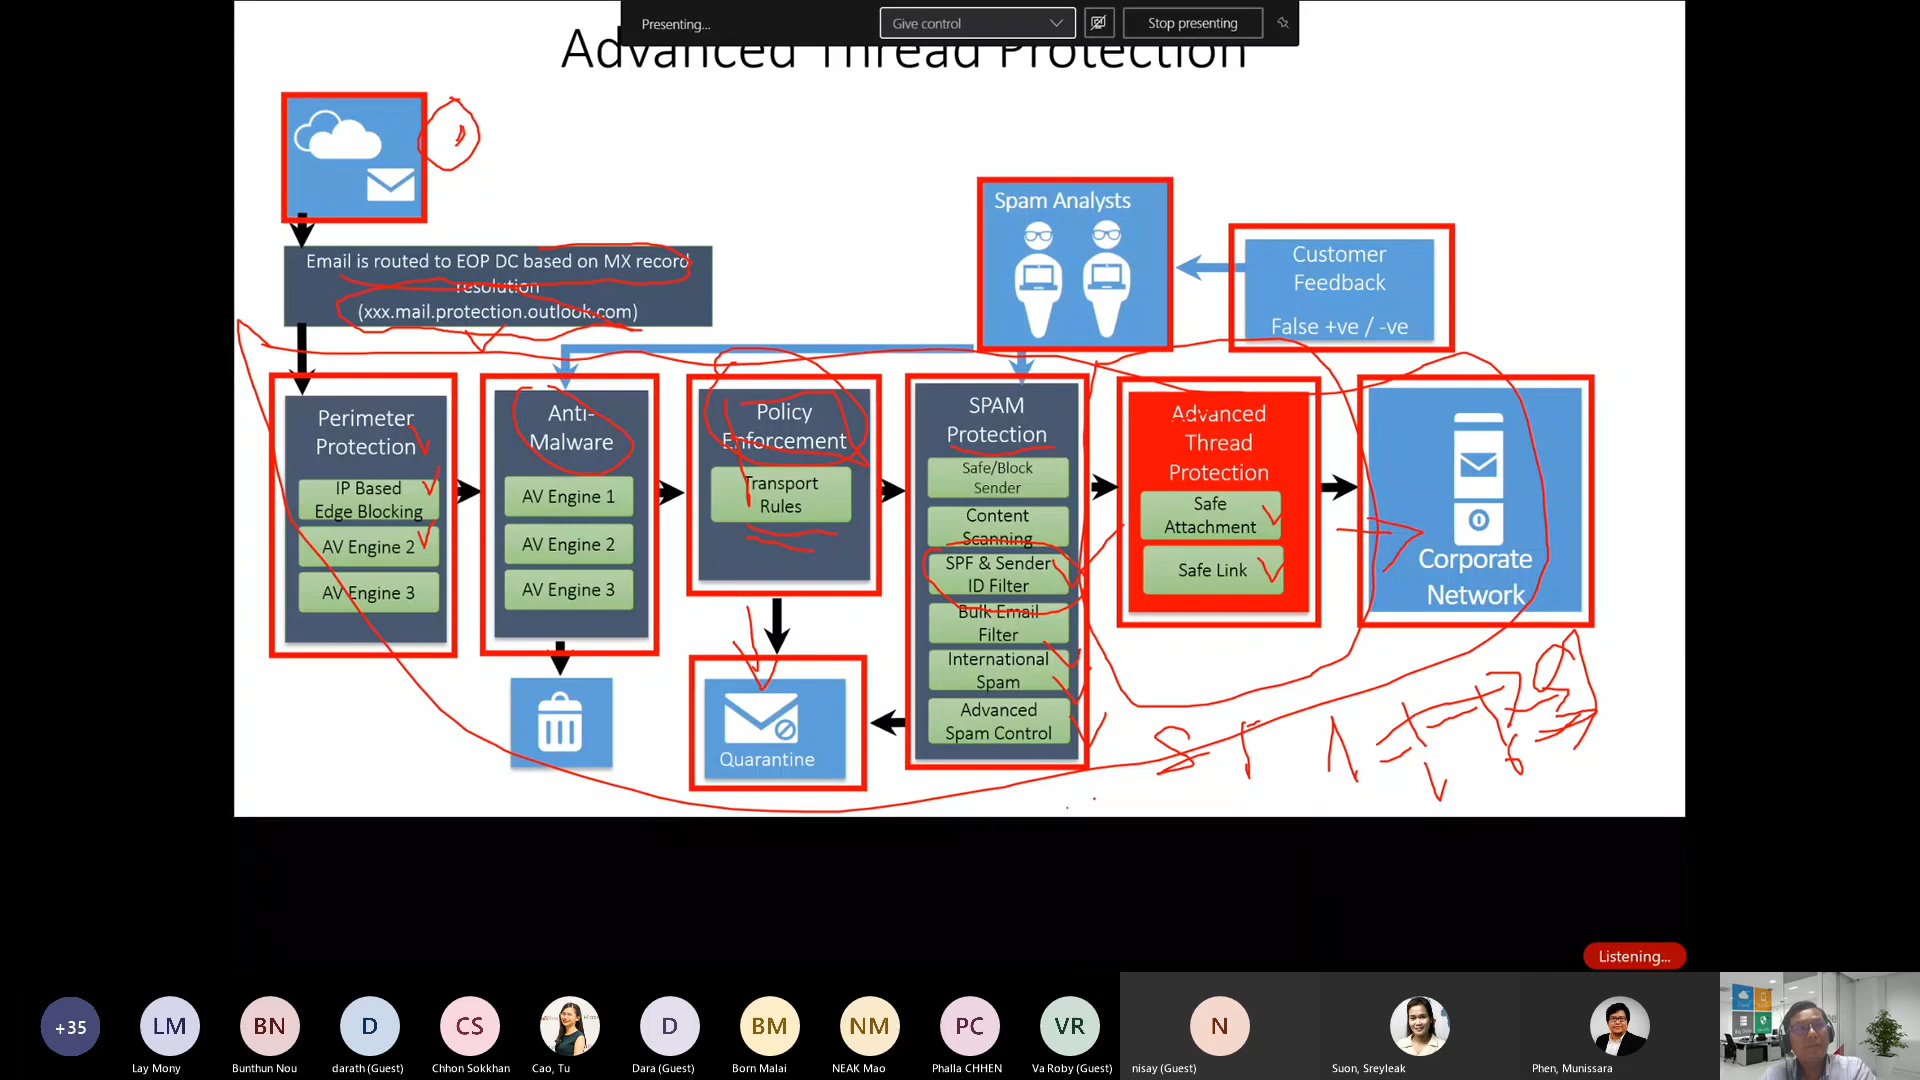 Presenting...
Give control
Stop presenting
Advanced Thread Protection
Spam Analysts
Customer
Feedback
False +ve / -ve
Email is routed to EOP DC based on MX record
resolution
(xxx.mail.protection.outlook.com)
Perimeter
Protection
IP Based
Edge Blocking
AV Engine 2
AV Engine 3
Anti-
Malware
AV Engine 1
AV Engine 2
AV Engine 3
Policy
Enforcement
Transport
Rules
Quarantine
SPAM
Protection
Safe/Block
Sender
Content
Scanning
SPF & Sender
ID Filter
Bulk Email
Filter
International
Spam
Advanced
Spam Control
Advanced
Thread
Protection
Safe
Attachment
Safe Link
Corporate
Network
Listening...
+35
LM
BN
D
CS
D
BM
NM
PC
VR
N
Lay Mony
Bunthun Nou
darath (Guest)
Chhon Sokkhan
Cao, Tu
Dara (Guest)
Born Malai
NEAK Mao
Phalla CHHEN
Va Roby (Guest)
nisay (Guest)
Suon, Sreyleak
Phen, Munissara